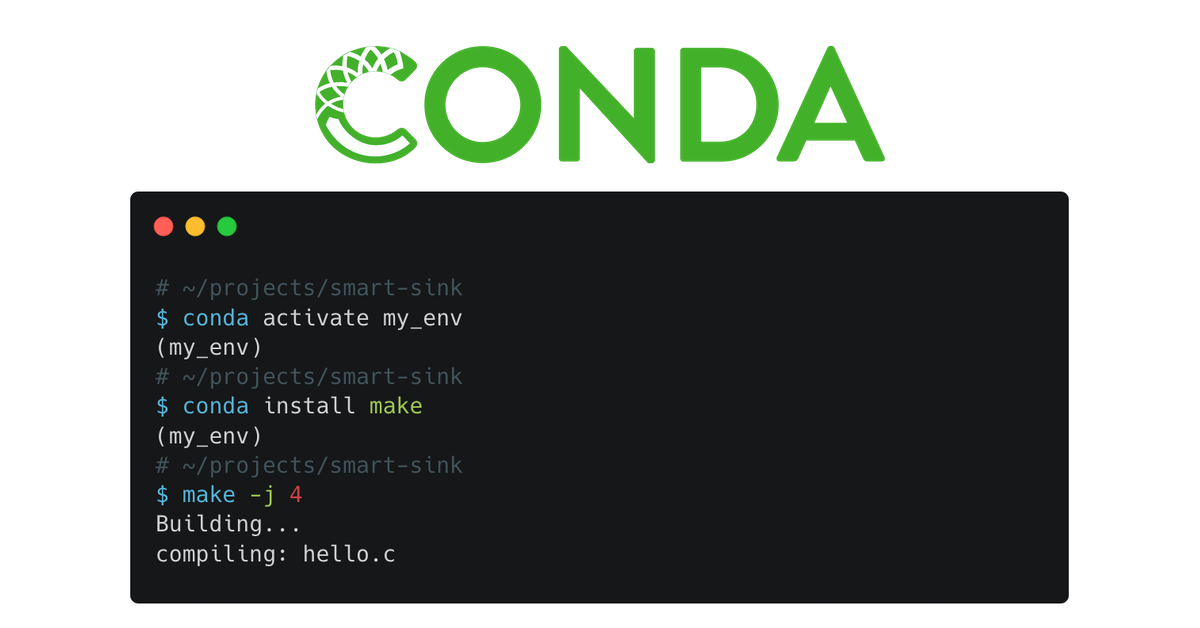 CONDA
# ~/projects/smart-sink
$ conda activate my_env
(my_env)
# ~/projects/smart-sink
$ conda install make
(my_env)
# ~/projects/smart-sink
$ make -j 4
Building...
compiling: hello.c